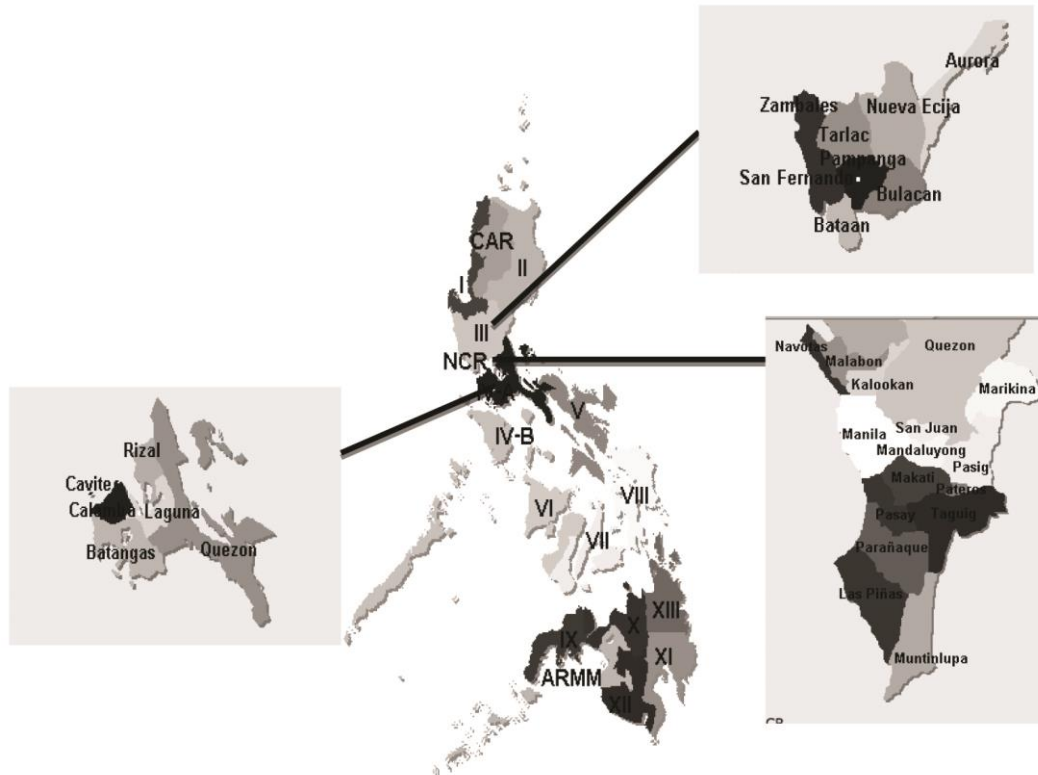 Aurora
Zambales
Nueva Ecija
Tarlac
Pampanga
San Fernando
Bulacan
Bataan
CAR
II
I
III
NCR
V
IV-B
VI
VIII
VII
XIII
X
IX
XI
ARMM
XII
Navotas
Quezon
Malabon
Kalookan
Marikina
San Juan
Manila
Mandaluyong
Pasig
Makati
Pateros
Pasay
Taguig
Parañaque
Las Piñas
Muntinlupa
Rizal
Cavite
Calamba
Laguna
Batangas
Quezon